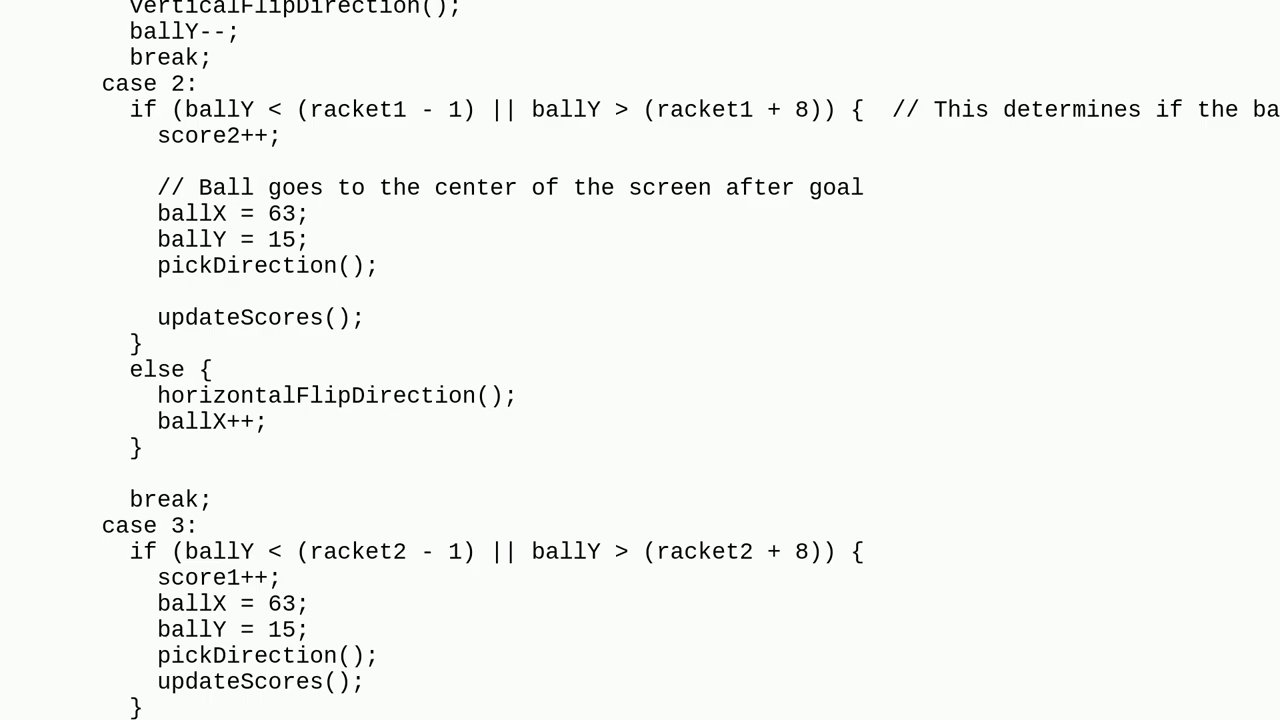 verticalFlipDirection();
ballY--;
break;
case 2:
if (ballY < (racket1 - 1) || ballY > (racket1 + 8)) {  // This determines if the ba
score2++;
// Ball goes to the center of the screen after goal
ballX = 63;
ballY = 15;
pickDirection();
updateScores();
}
else {
horizontalFlipDirection();
ballX++;
}
break;
case 3:
if (ballY < (racket2 - 1) || ballY > (racket2 + 8)) {
score1++;
ballX = 63;
ballY = 15;
pickDirection();
updateScores();
}